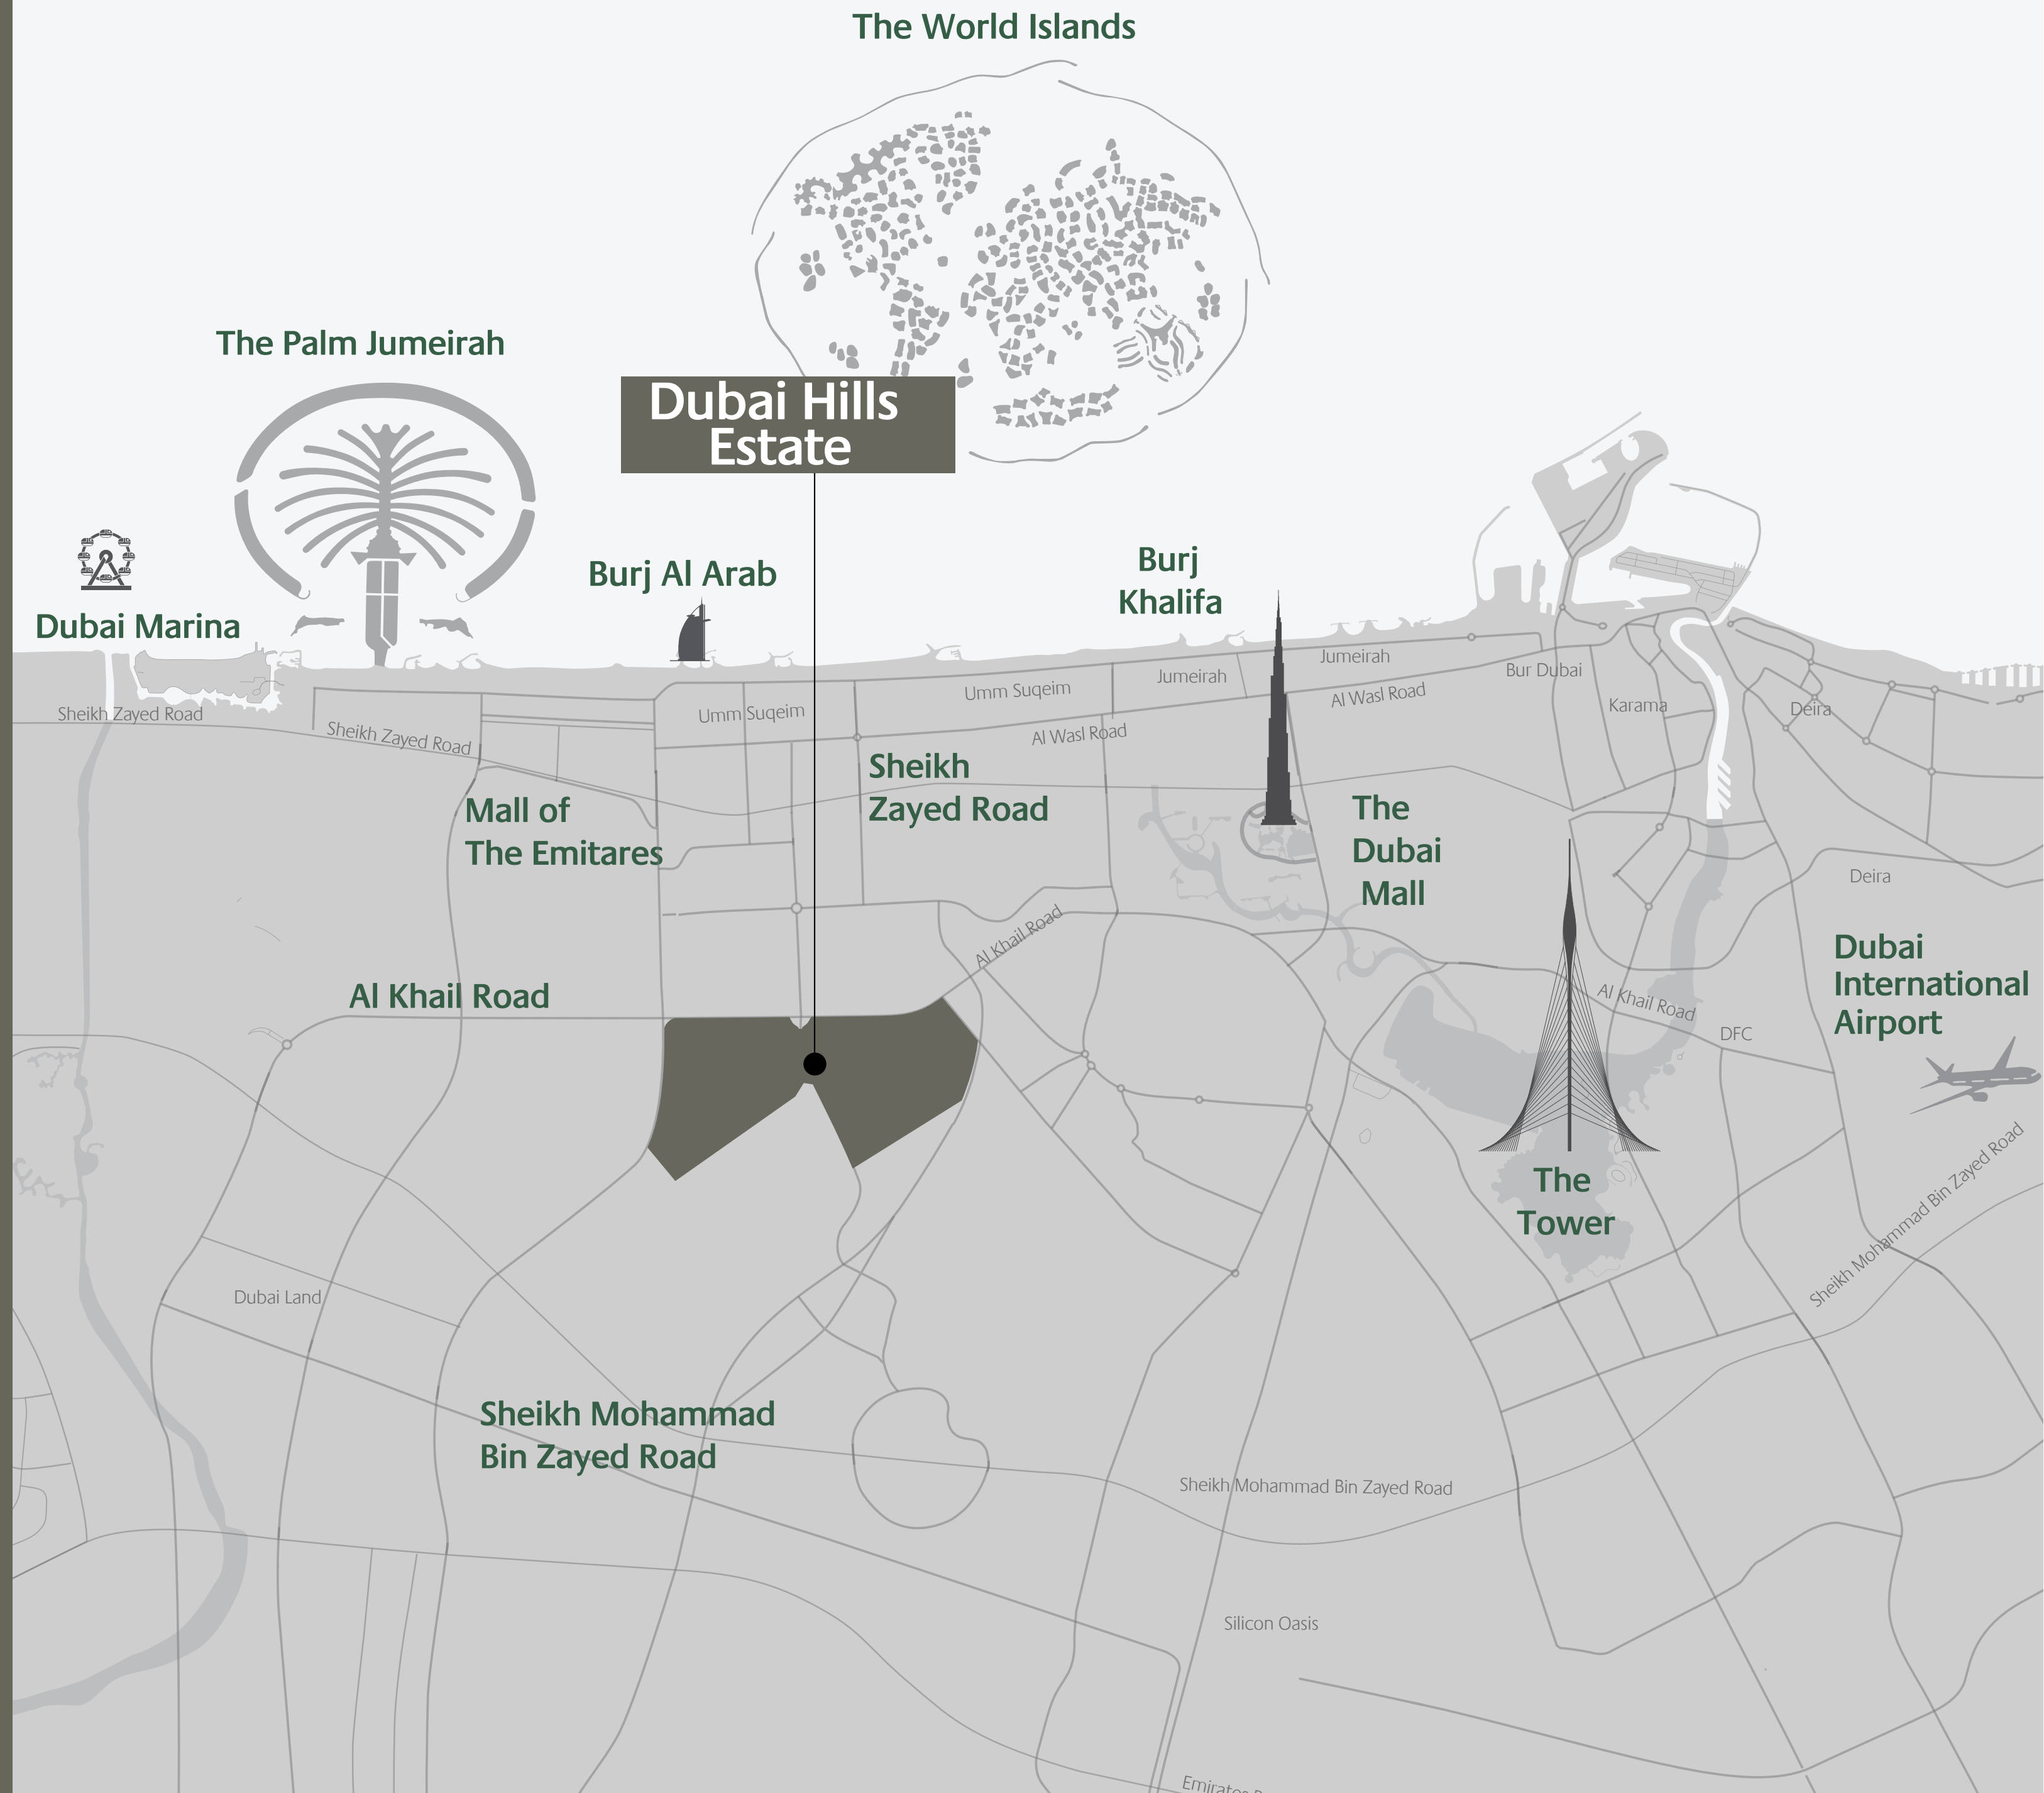 The World Islands
The Palm Jumeirah
Dubai Hills
Estate
Burj Al Arab
Burj
Khalifa
Dubai Marina
Jumeirah
Jumeirah
Bur Dubai
Umm Suqeim
Al Wasl Road
Karama
Deira
Sheikh Zayed Road
Umm Suqeim
Sheikh Zayed Road
Al Wasl Road
Sheikh
Zayed Road
Mall of
The Emitares
The
Dubai
Mall
Deira
Al Khail Road
Dubai
International
Airport
Al Khail Road
Al Khail Road
DFC
The
Tower
Sheikh Mohammad Bin Zayed Road
Dubai Land
Sheikh Mohammad
Bin Zayed Road
Sheikh Mohammad Bin Zayed Road
Silicon Oasis
Emirates